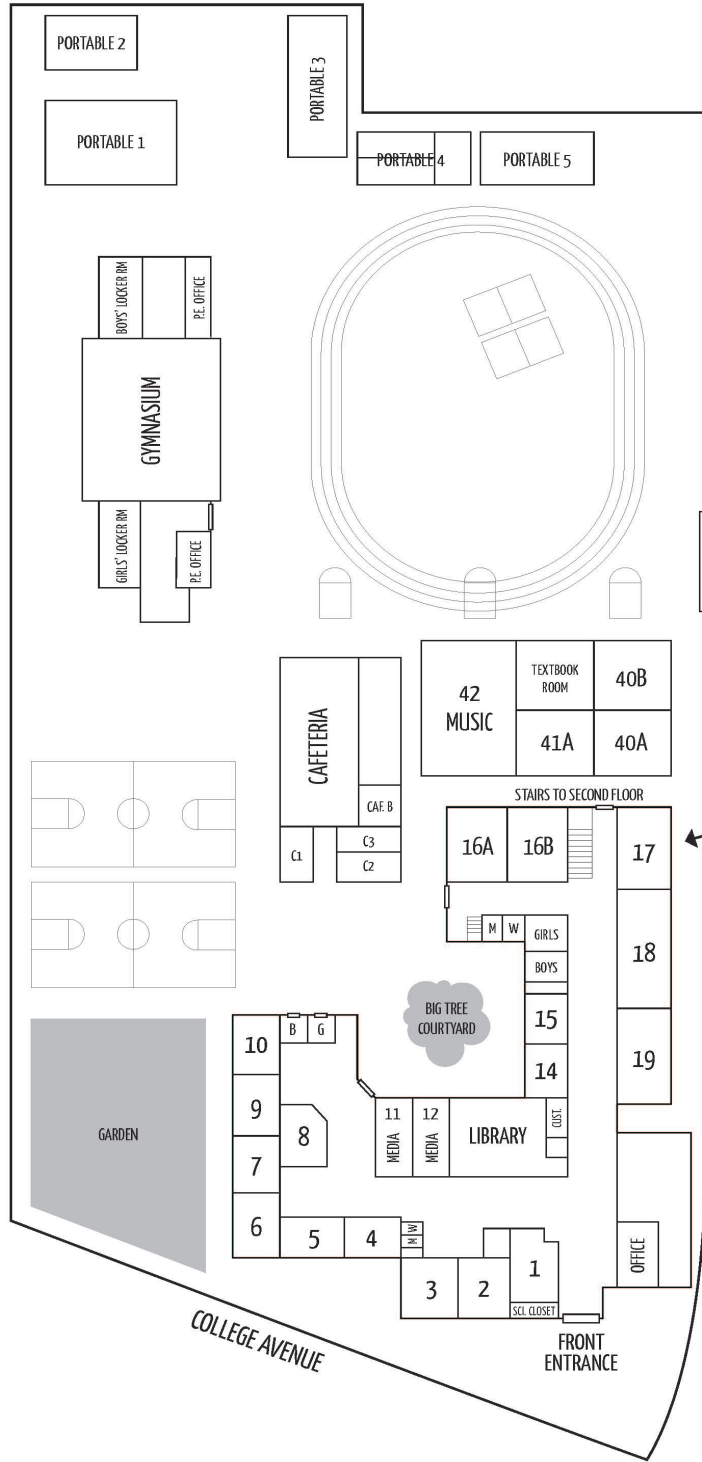 PORTABLE 2
PORTABLE 3
PORTABLE 1
PORTABLE 4
PORTABLE 5
BOYS' LOCKER RM
P.E. OFFICE
GYMNASIUM
GIRLS' LOCKER RM
P.E. OFFICE
CAFETERIA
CAF. B
C1
C3
C2
42
MUSIC
TEXTBOOK
ROOM
40B
41A
40A
STAIRS TO SECOND FLOOR
16A
16B
17
M
W
GIRLS
BOYS
18
BIG TREE
COURTYARD
15
14
19
10
B
G
9
8
7
6
GARDEN
11
MEDIA
12
MEDIA
LIBRARY
CUST.
5
4
W
M
3
2
1
SCI. CLOSET
OFFICE
FRONT
ENTRANCE
COLLEGE AVENUE